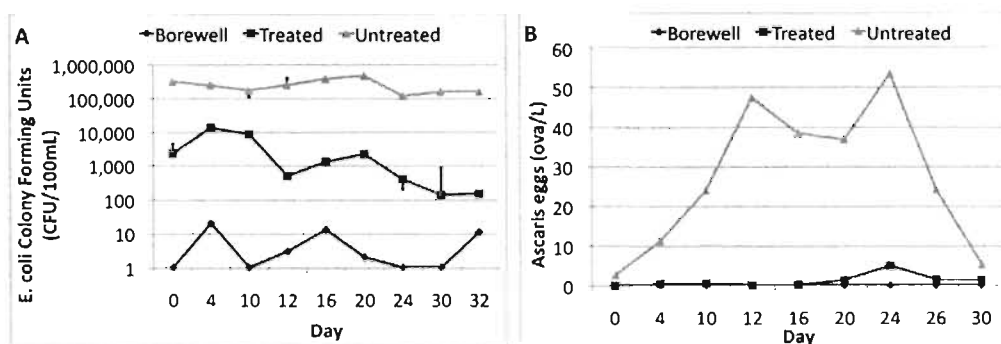 A
Borewell Treated Untreated
E. coli Colony Forming Units
(CFU/100mL)
1,000,000
100,000
10,000
1,000
100
10
1
0 4 10 12 16 20 24 30 32
Day
B
Borewell Treated Untreated
Ascaris eggs (ova/L)
60
50
40
30
20
10
0
0 4 10 12 16 20 24 26 30
Day